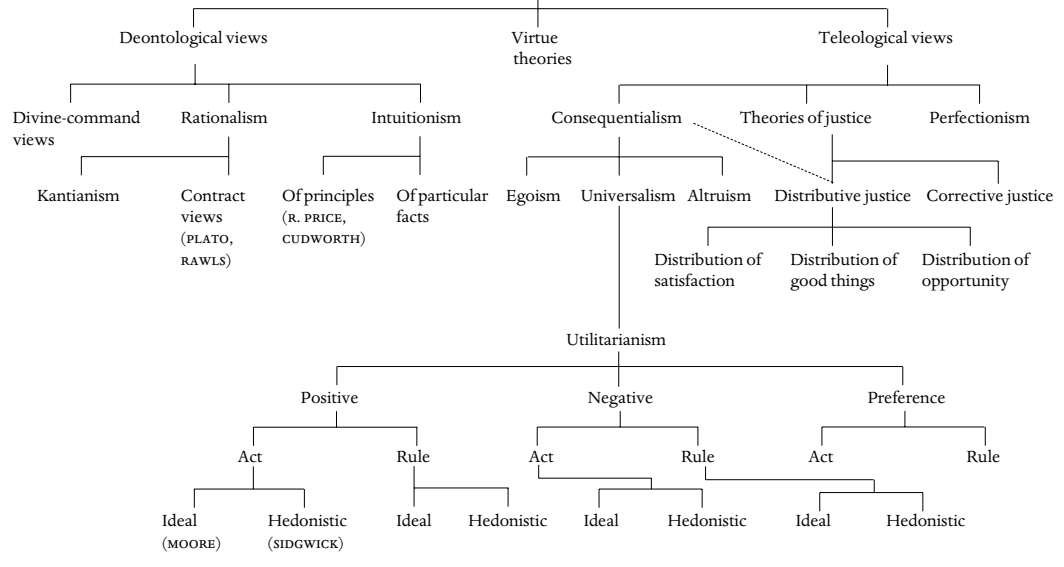 Deontological views
Virtue
theories
Teleological views
Divine-command
views
Rationalism
Intuitionism
Consequentialism
Theories of justice
Perfectionism
Kantianism
Contract
views
(PLATO,
RAWLS)
Of principles
(R. PRICE,
CUDWORTH)
Of particular
facts
Egoism
Universalism
Altruism
Distributive justice
Corrective justice
Distribution of
satisfaction
Distribution of
good things
Distribution of
opportunity
Utilitarianism
Positive
Negative
Preference
Act
Rule
Act
Rule
Act
Rule
Ideal
(MOORE)
Hedonistic
(SIDGWICK)
Ideal
Hedonistic
Ideal
Hedonistic
Ideal
Hedonistic